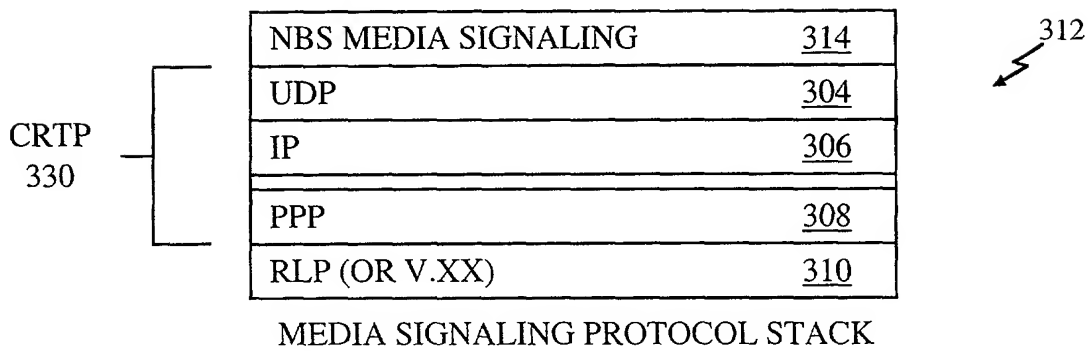 NBS MEDIA SIGNALING 314
312
UDP 304
CRTP
330
IP 306
PPP 308
RLP (OR V.XX) 310
MEDIA SIGNALING PROTOCOL STACK